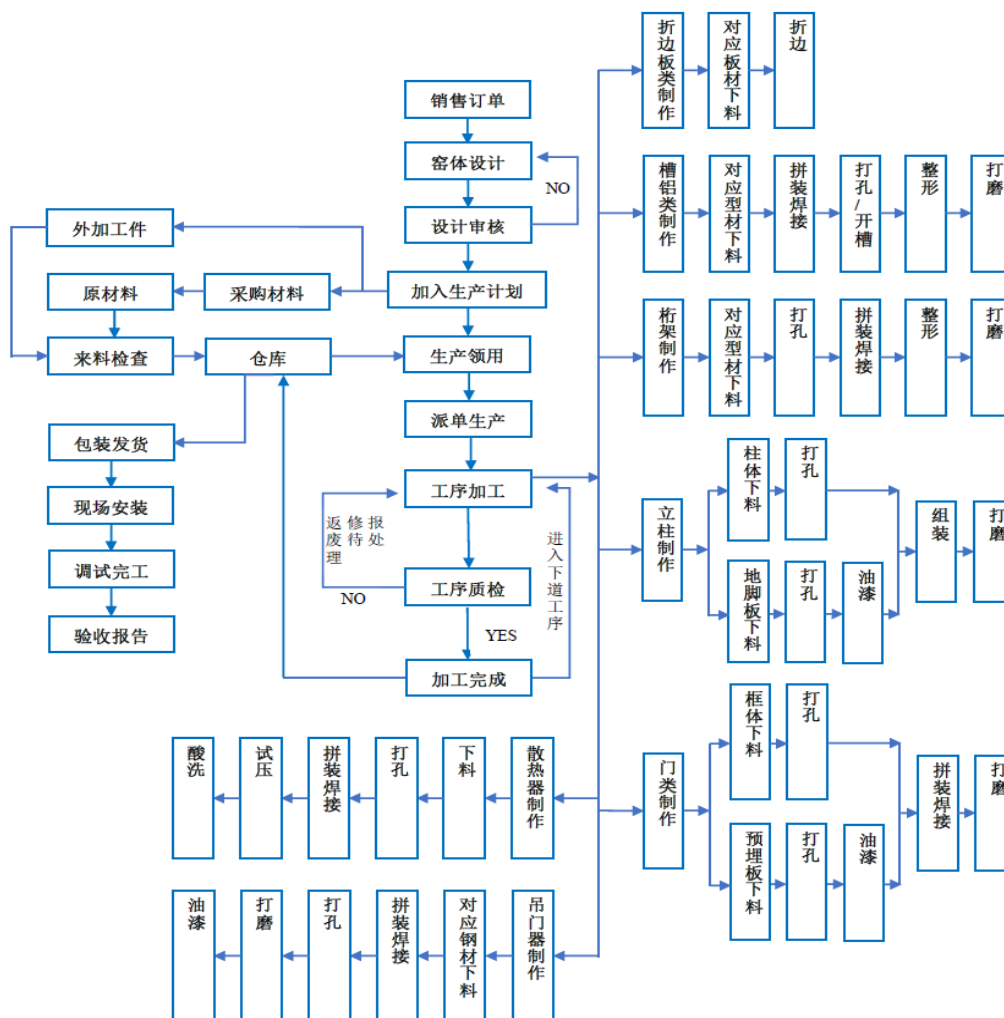 销售订单
窑体设计
NO
设计审核
外加工件
原材料
采购材料
加入生产计划
来料检查
仓库
生产领用
派单生产
包装发货
工序加工
现场安装
返修报
废待处
理
进入下道工序
调试完工
工序质检
NO
验收报告
YES
加工完成
折边板类制作
对应板材下料
折边
槽铝类制作
对应型材下料
拼装焊接
打孔/开槽
整形
打磨
桁架制作
对应型材下料
打孔
拼装焊接
整形
打磨
立柱制作
柱体下料
打孔
地脚板下料
打孔
油漆
组装
打磨
门类制作
框体下料
打孔
预埋板下料
打孔
油漆
拼装焊接
打磨
酸洗
试压
拼装焊接
打孔
下料
散热器制作
油漆
打磨
打孔
拼装焊接
对应钢材下料
吊门器制作